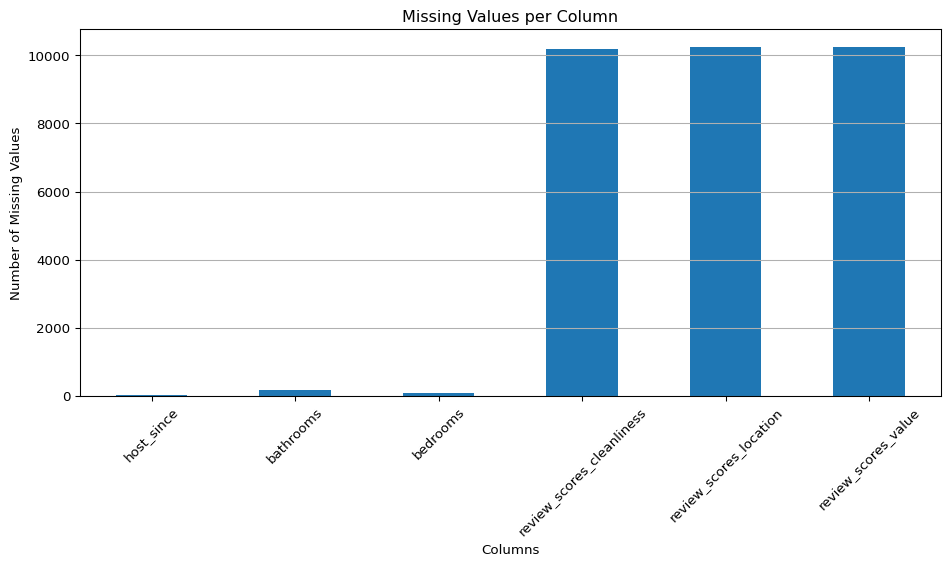 Missing Values per Column
Number of Missing Values
10000
8000
6000
4000
2000
0
host_since
bathrooms
bedrooms
review_scores_cleanliness
review_scores_location
review_scores_value
Columns